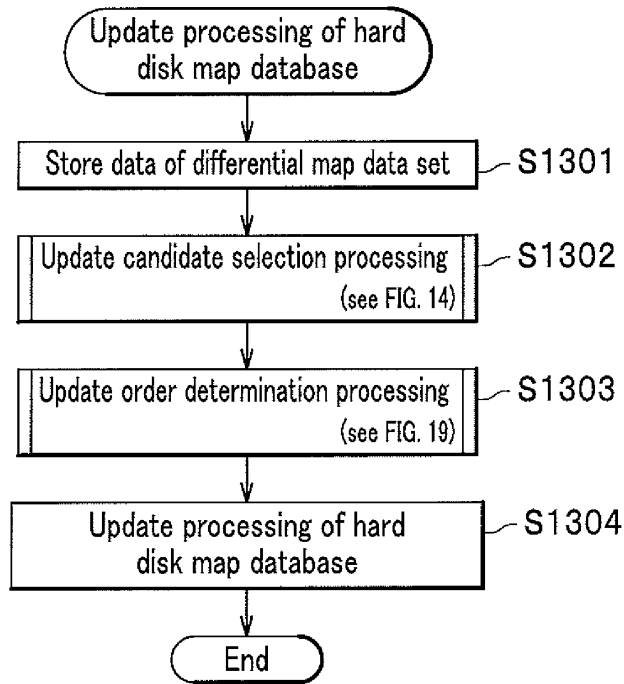 Update processing of hard
disk map database
Store data of differential map data set
S1301
Update candidate selection processing
(see FIG. 14)
S1302
Update order determination processing
(see FIG. 19)
S1303
Update processing of hard
disk map database
S1304
End